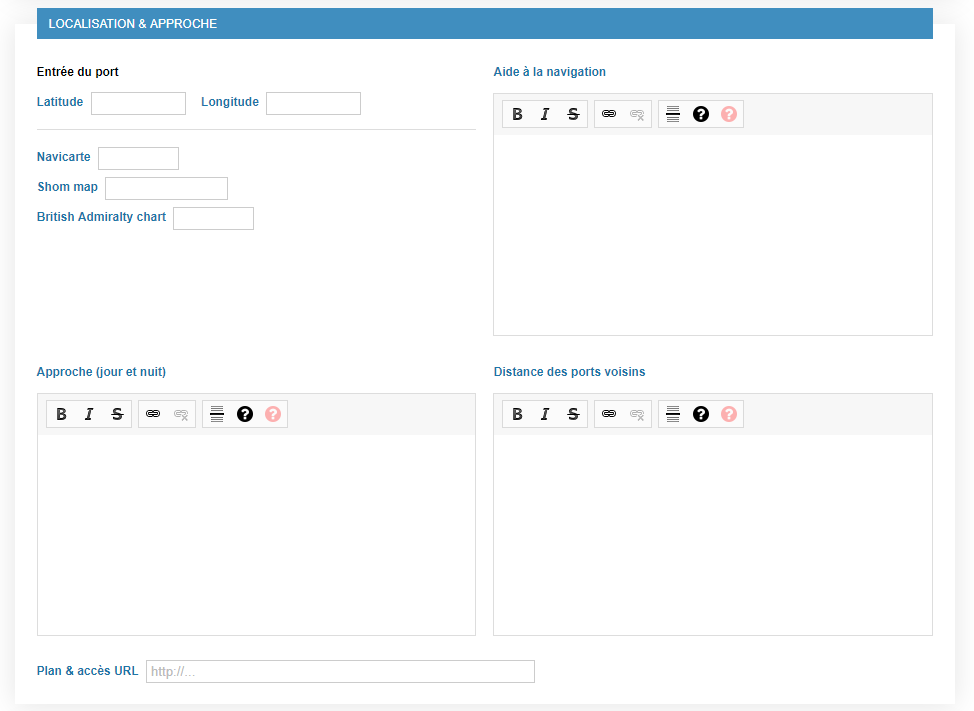 LOCALISATION & APPROCHE
Entrée du port
Latitude Longitude
Navicarte
Shom map
British Admiralty chart
Aide à la navigation
B I S ? ?
Approche (jour et nuit)
B I S ? ?
Distance des ports voisins
B I S ? ?
Plan & accès URL http://...